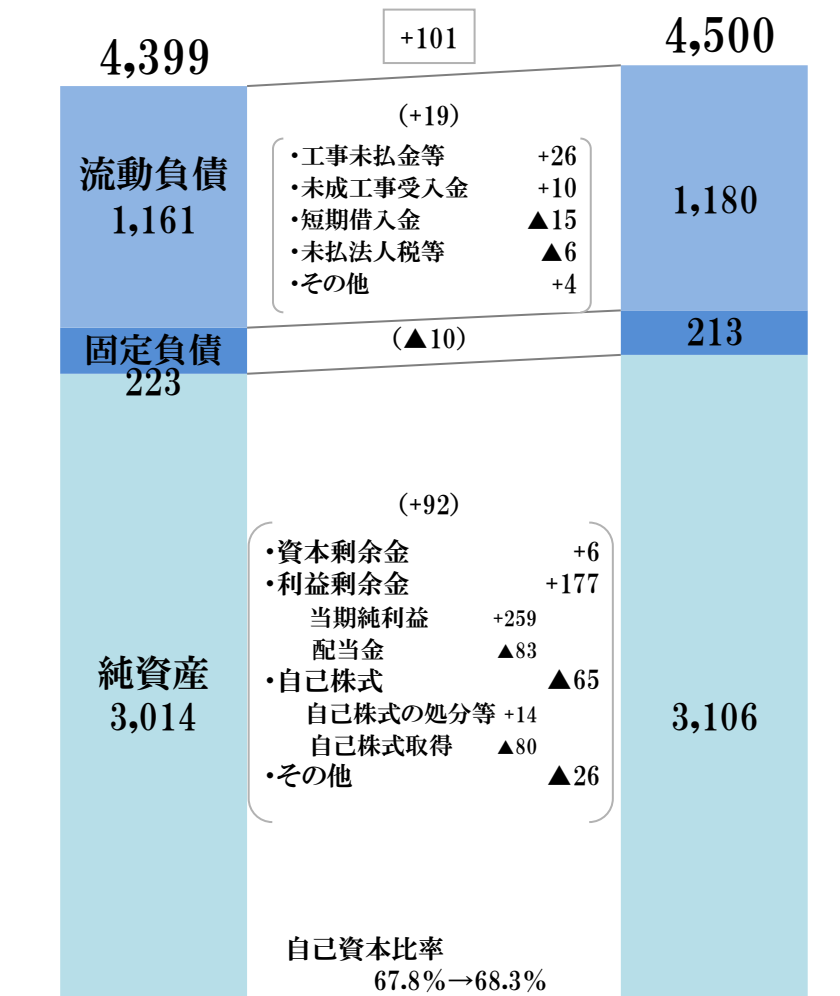 +101
4,399
4,500
(+19)
・工事未払金等 +26
・未成工事受入金 +10
・短期借入金 ▲15
・未払法人税等 ▲6
・その他 +4
流動負債
1,161
1,180
(▲10)
固定負債
223
213
(+92)
・資本剰余金 +6
・利益剰余金 +177
当期純利益 +259
配当金 ▲83
・自己株式 ▲65
自己株式の処分等 +14
自己株式取得 ▲80
・その他 ▲26
純資産
3,014
3,106
自己資本比率
67.8%→68.3%